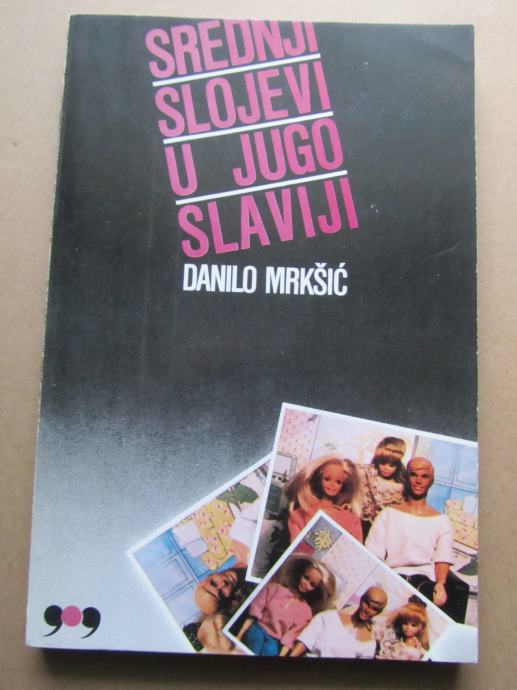 SREDNJI
SLOJEVI
U JUGO
SLAVIJI
DANILO MRKŠIĆ